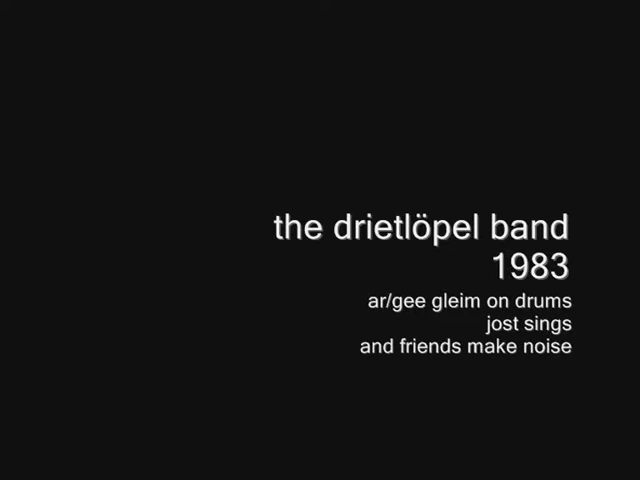 the drietlöpel band
1983
ar/gee gleim on drums
jost sings
and friends make noise